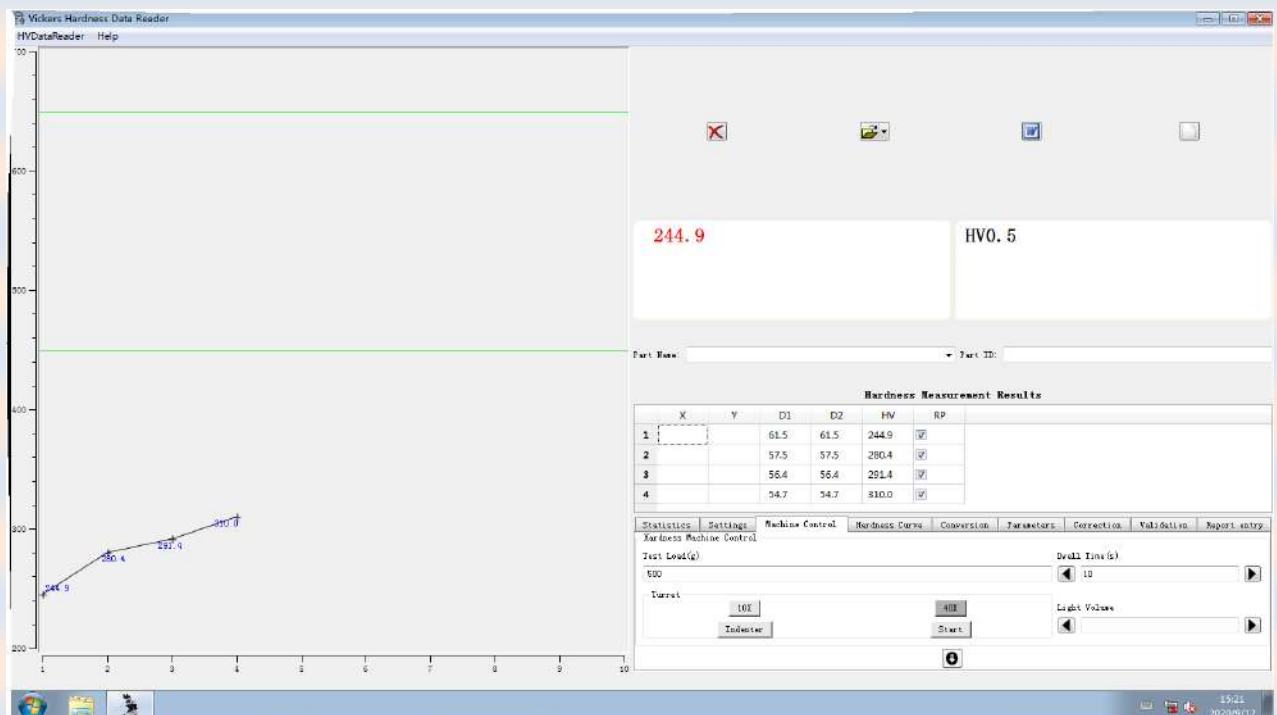 Vickers Hardness Data Reader
HVDataReader Help
700
600
500
400
300
200
244.9
280.4
291.4
310.0
1 2 3 4 5 6 7 8 9 10
244.9
HV0.5
Part Name:
Part ID:
Hardness Measurement Results
X Y D1 D2 HV RP
1 61.5 61.5 244.9
2 57.5 57.5 280.4
3 56.4 56.4 291.4
4 54.7 54.7 310.0
Statistics Settings Machine Control Hardness Curve Conversion Parameters Correction Validation Report entry
Hardness Machine Control
Test Load(g)
Dwell Time(s)
500
10
Turret
10X
40X
Light Volume
Indenter
Start
15:21
2020/9/12